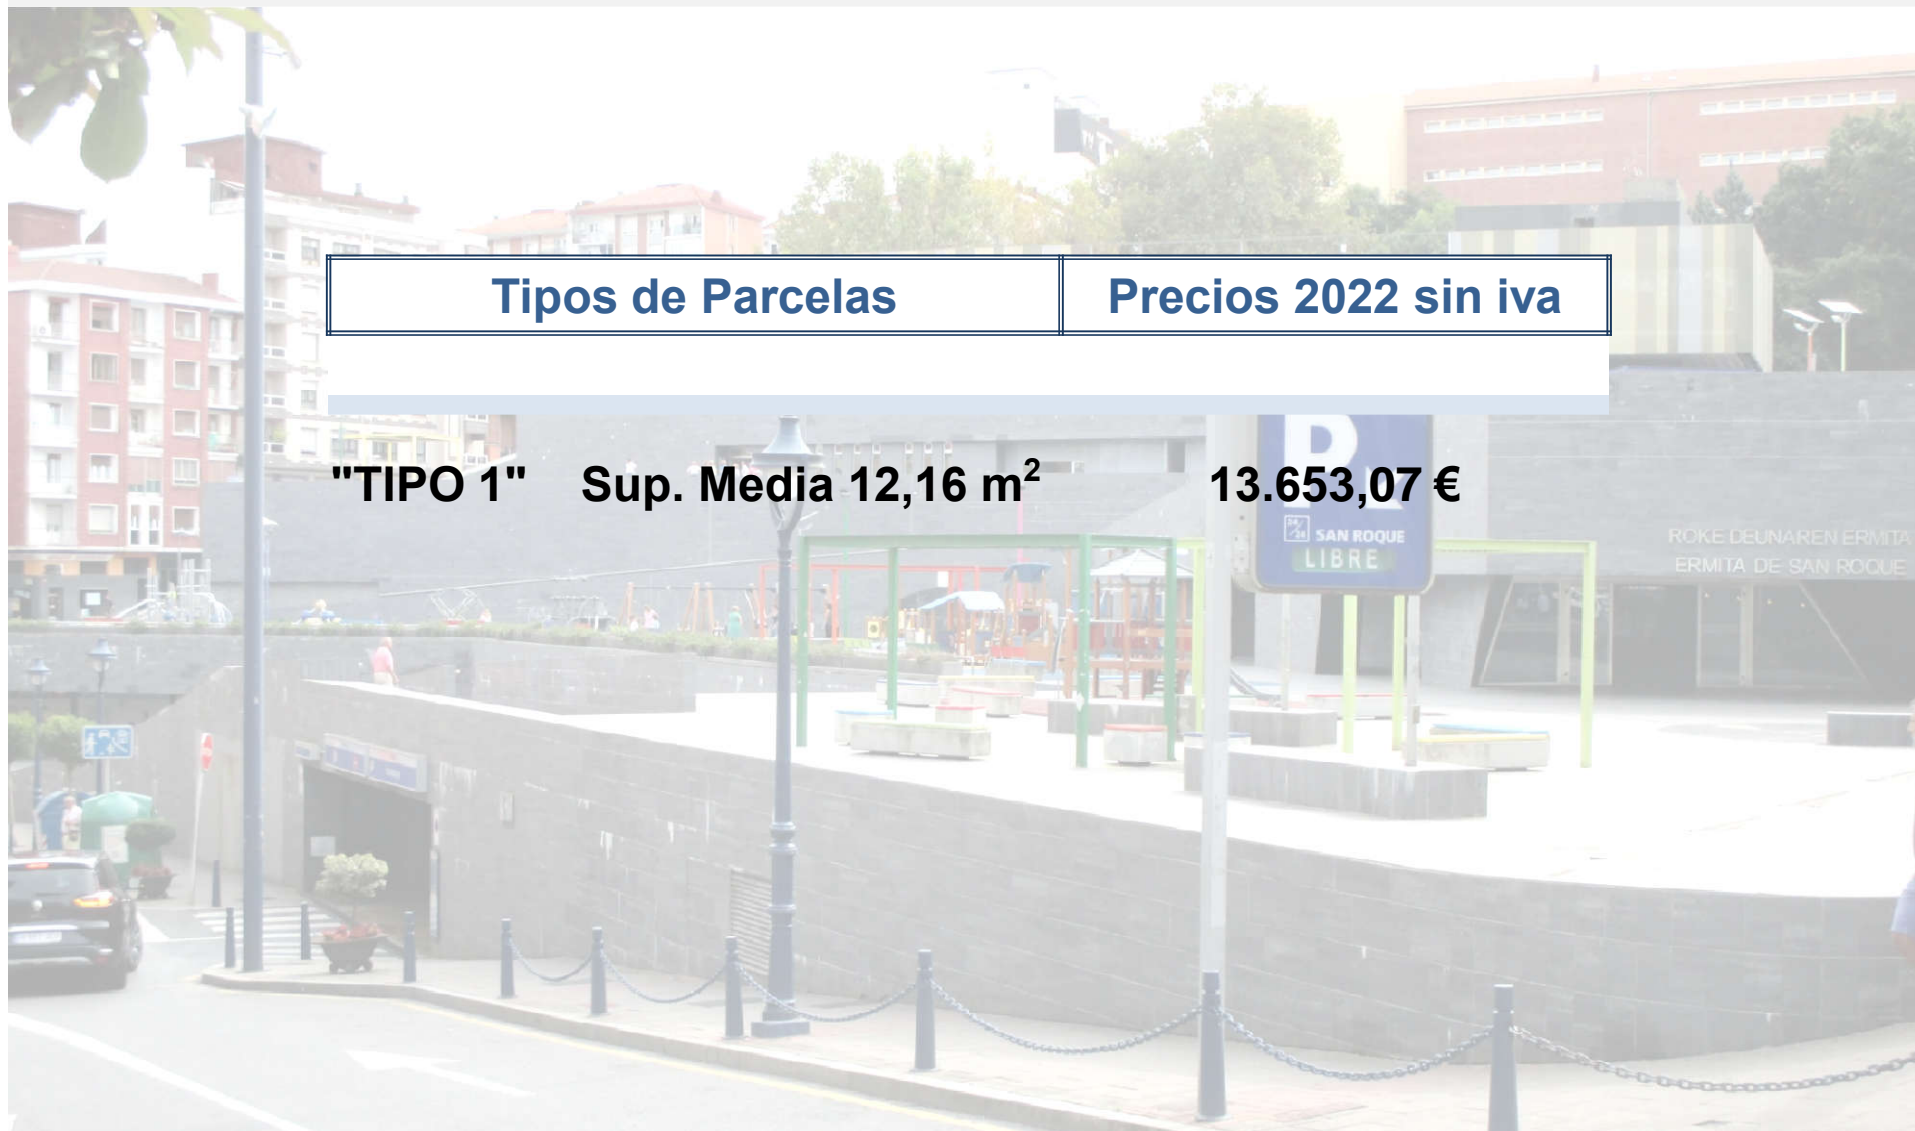 Tipos de Parcelas Precios 2022 sin iva
"TIPO 1" Sup. Media 12,16 m² 13.653,07 €
SAN ROQUE
LIBRE
ROKE DEUNAREN ERMITA
ERMITA DE SAN ROQUE